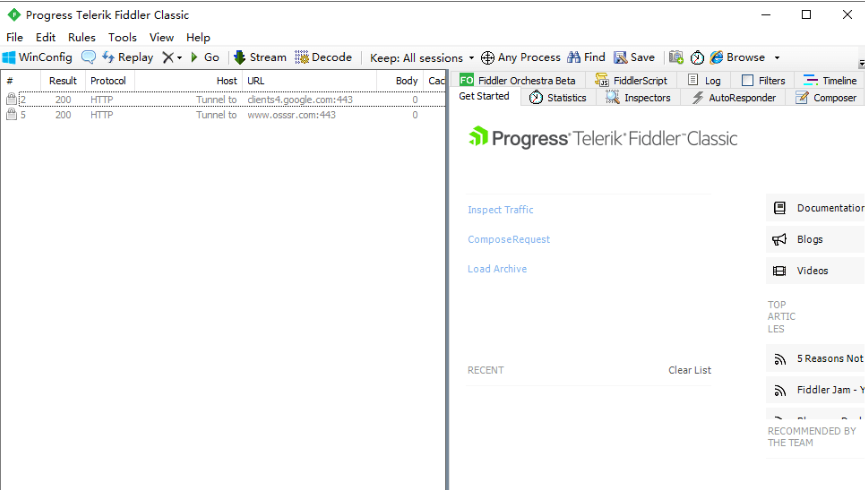 Progress Telerik Fiddler Classic
File Edit Rules Tools View Help
WinConfig Replay X Go Stream Decode Keep: All sessions Any Process Find Save Browse
# Result Protocol Host URL Body Cac
2 200 HTTP Tunnel to clients4.google.com:443 0
5 200 HTTP Tunnel to www.osssr.com:443 0
FO Fiddler Orchestra Beta FiddlerScript Log Filters Timeline
Get Started Statistics Inspectors AutoResponder Composer
Progress Telerik Fiddler Classic
Inspect Traffic
ComposeRequest
Load Archive
RECENT Clear List
Documentation
Blogs
Videos
TOP
ARTIC
LES
5 Reasons Not
Fiddler Jam - Y
RECOMMENDED BY
THE TEAM